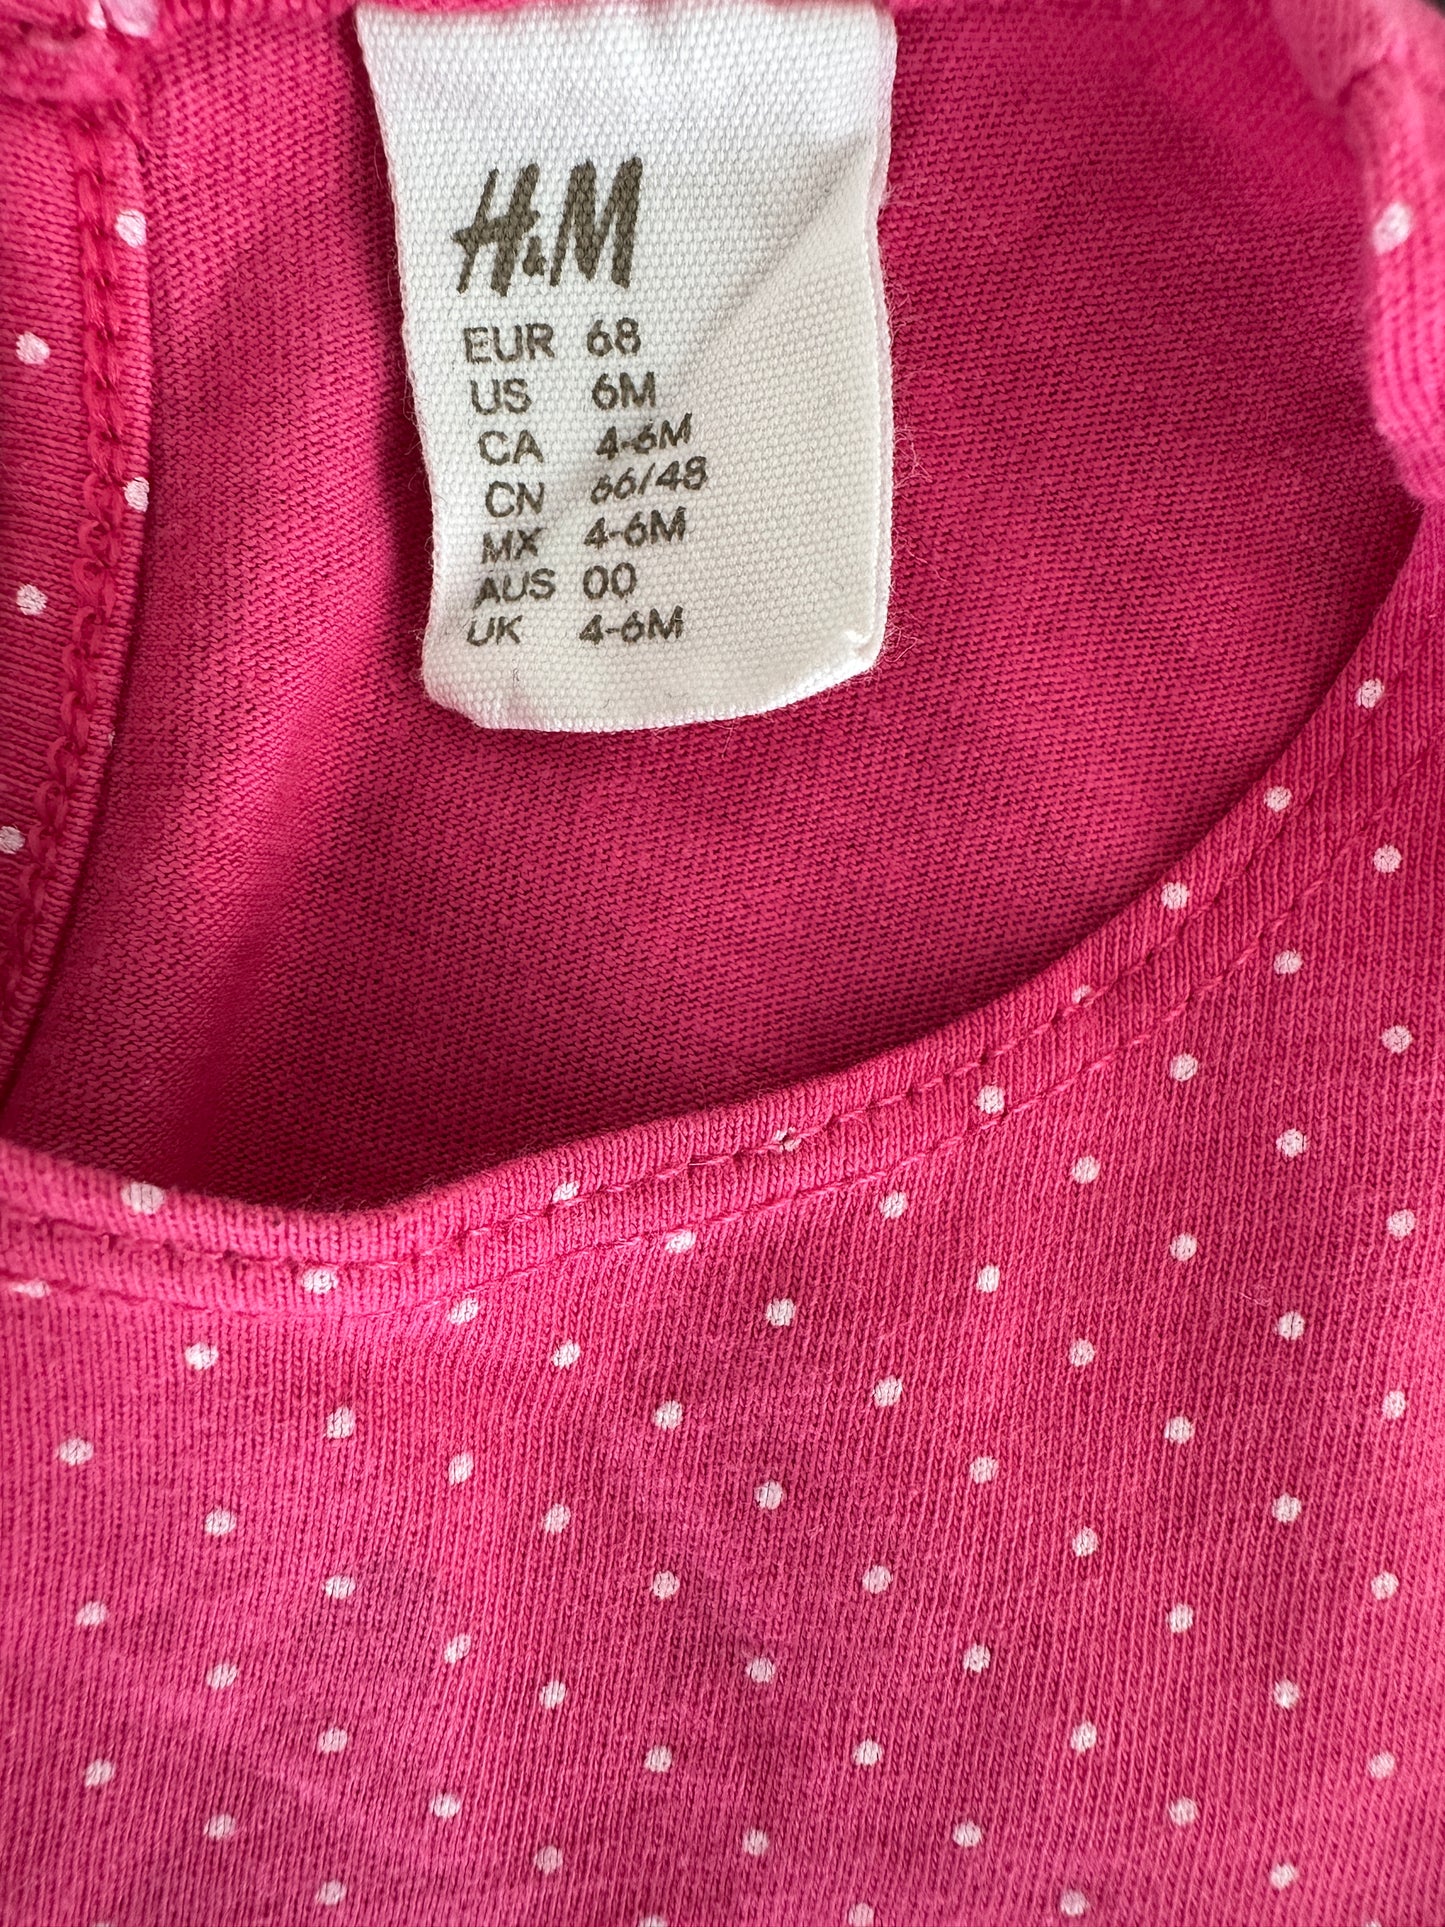 H&M
EUR 68
US 6M
CA 4-6M
CN 66/48
MX 4-6M
AUS 00
UK 4-6M